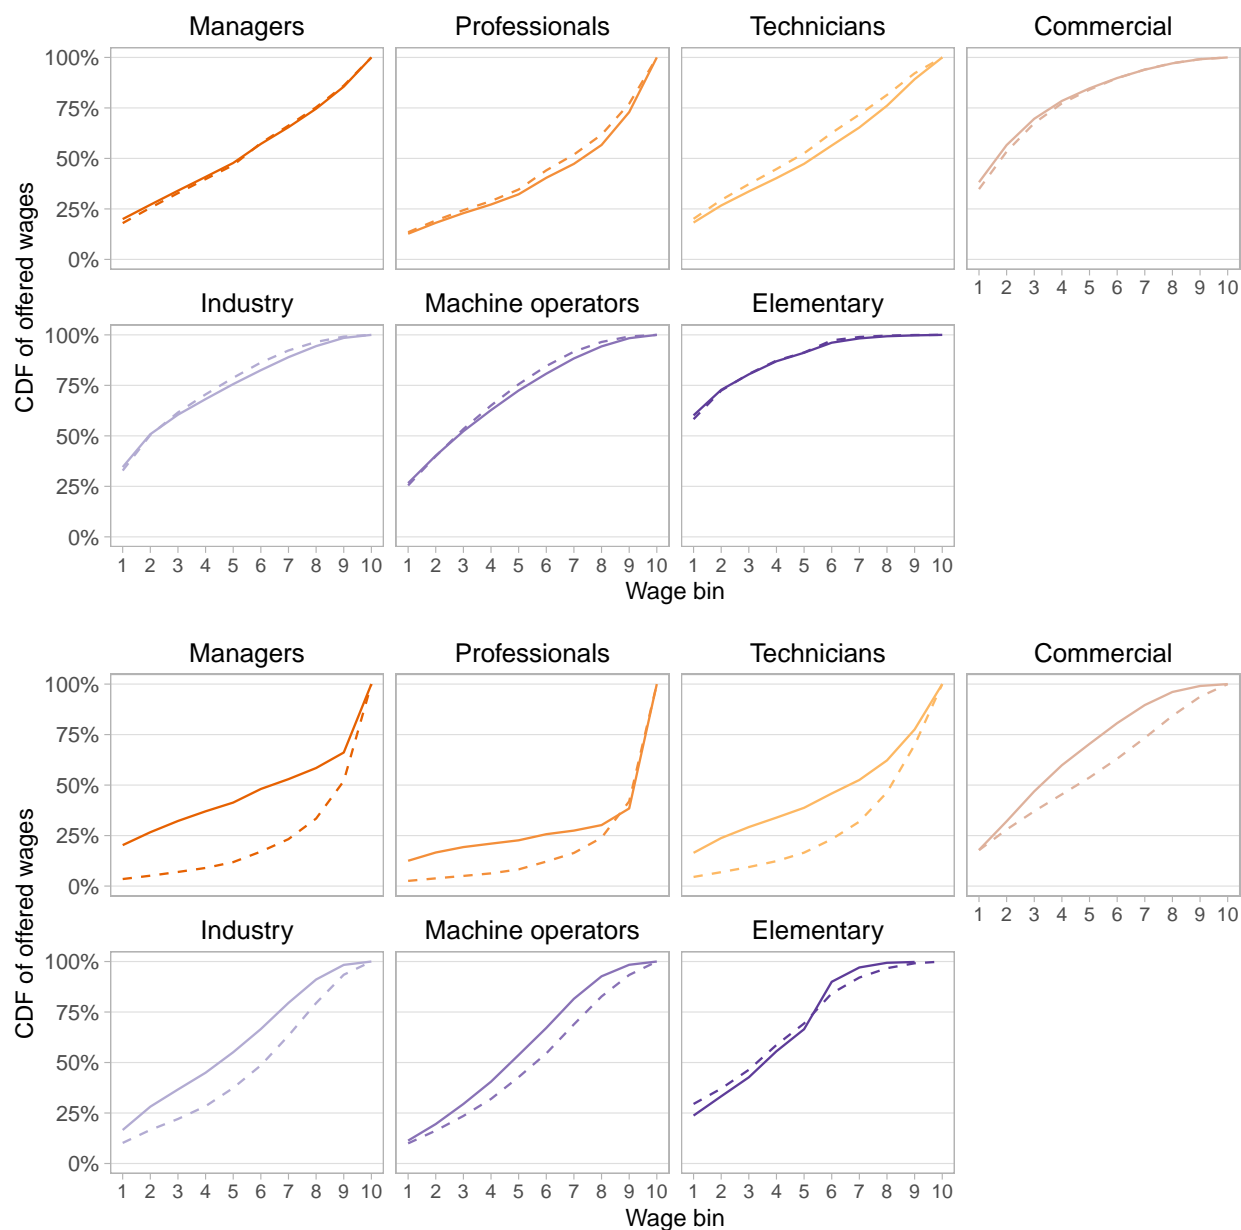 Managers Professionals Technicians Commercial
CDF of offered wages
100%
75%
50%
25%
0%
1 2 3 4 5 6 7 8 9 10
Industry Machine operators Elementary
100%
75%
50%
25%
0%
1 2 3 4 5 6 7 8 9 10 1 2 3 4 5 6 7 8 9 10 1 2 3 4 5 6 7 8 9 10
Wage bin
Managers Professionals Technicians Commercial
CDF of offered wages
100%
75%
50%
25%
0%
1 2 3 4 5 6 7 8 9 10
Industry Machine operators Elementary
100%
75%
50%
25%
0%
1 2 3 4 5 6 7 8 9 10 1 2 3 4 5 6 7 8 9 10 1 2 3 4 5 6 7 8 9 10
Wage bin